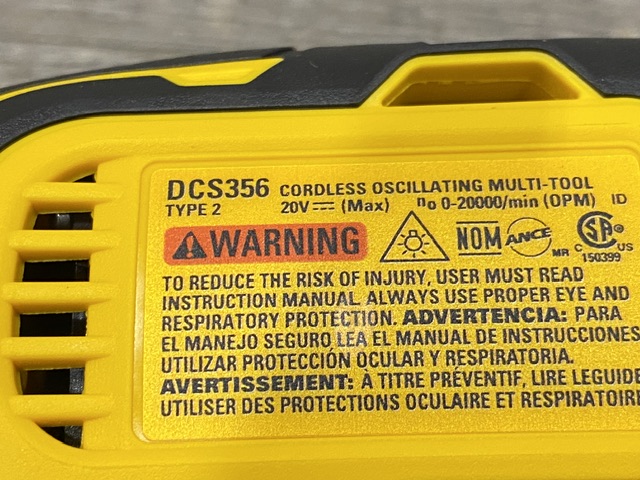 DCS356 CORDLESS OSCILLATING MULTI-TOOL
TYPE 2 20V (Max) no 0-20000/min (OPM) ID
WARNING NOM ANCE MR C SA US
150399
TO REDUCE THE RISK OF INJURY, USER MUST READ
INSTRUCTION MANUAL. ALWAYS USE PROPER EYE AND
RESPIRATORY PROTECTION. ADVERTENCIA: PARA
EL MANEJO SEGURO LEA EL MANUAL DE INSTRUCCIONES
UTILIZAR PROTECCIÓN OCULAR Y RESPIRATORIA.
AVERTISSEMENT: À TITRE PRÉVENTIF, LIRE LEGUIDE
UTILISER DES PROTECTIONS OCULAIRE ET RESPIRATOIRE